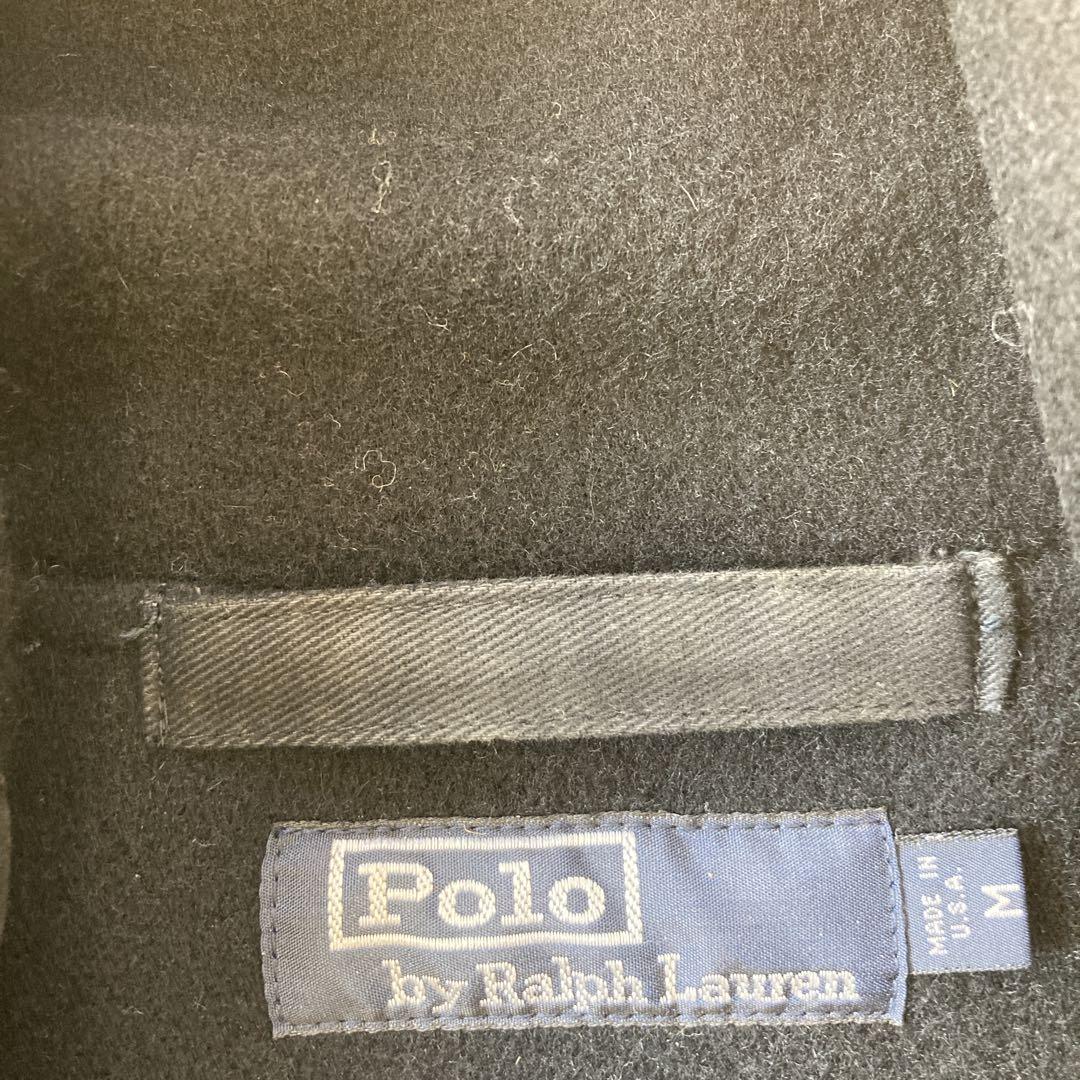 Polo
by Ralph Lauren
MADE IN
U.S.A.
M